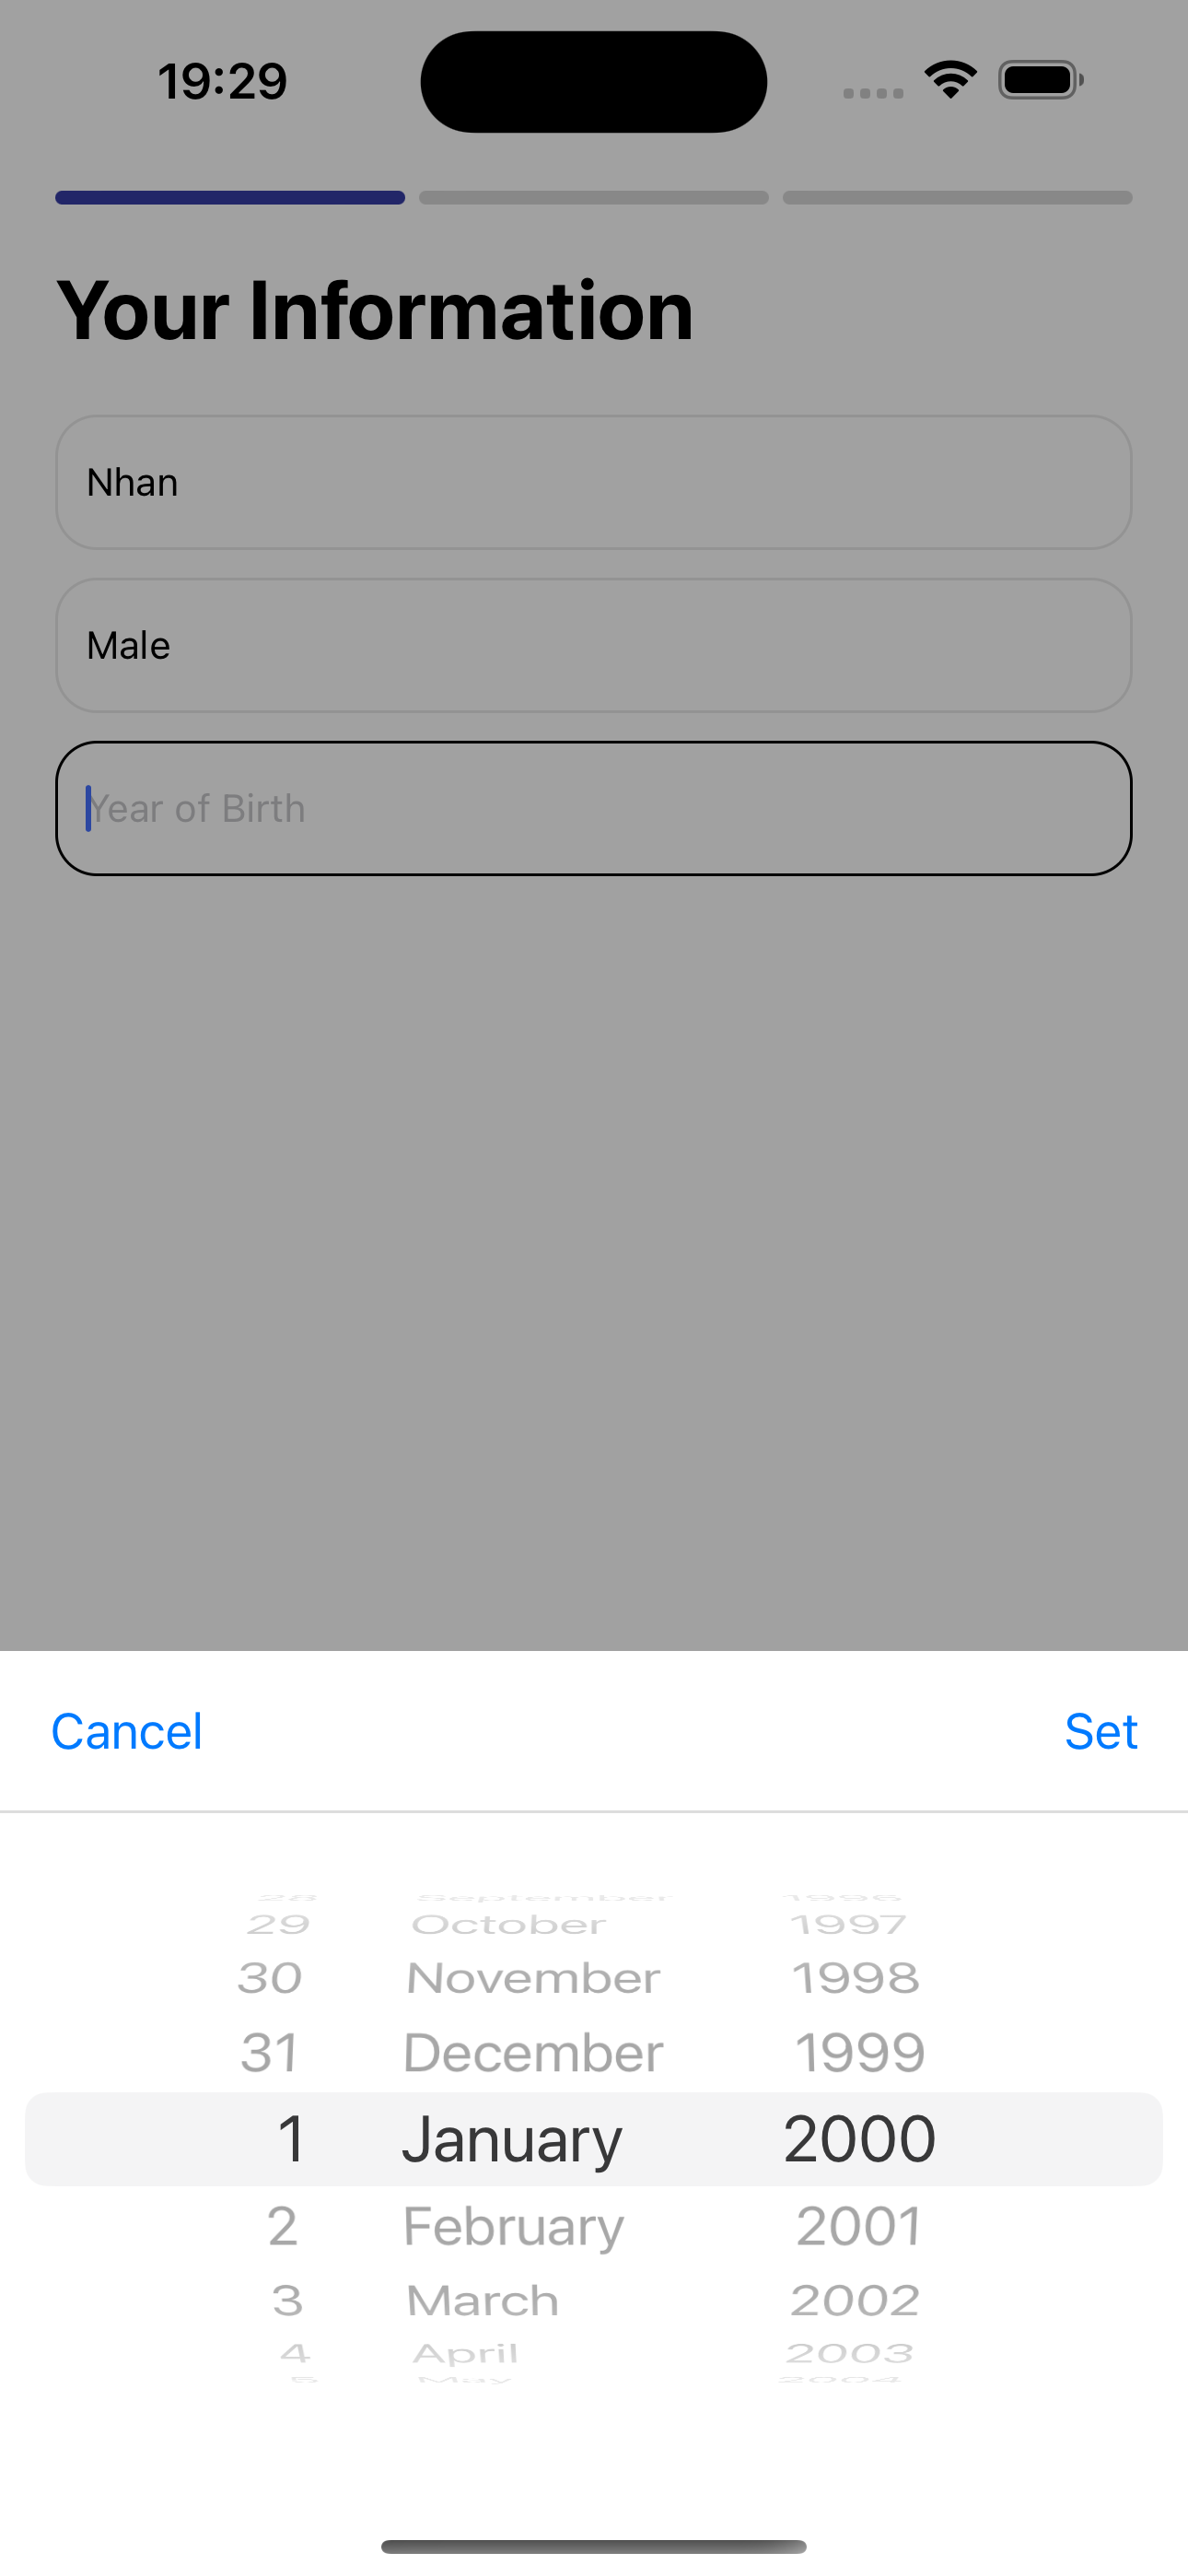 19:29
Your Information
Nhan
Male
Year of Birth
Cancel Set
28 September 1996
29 October 1997
30 November 1998
31 December 1999
1 January 2000
2 February 2001
3 March 2002
4 April 2003
5 May 2004